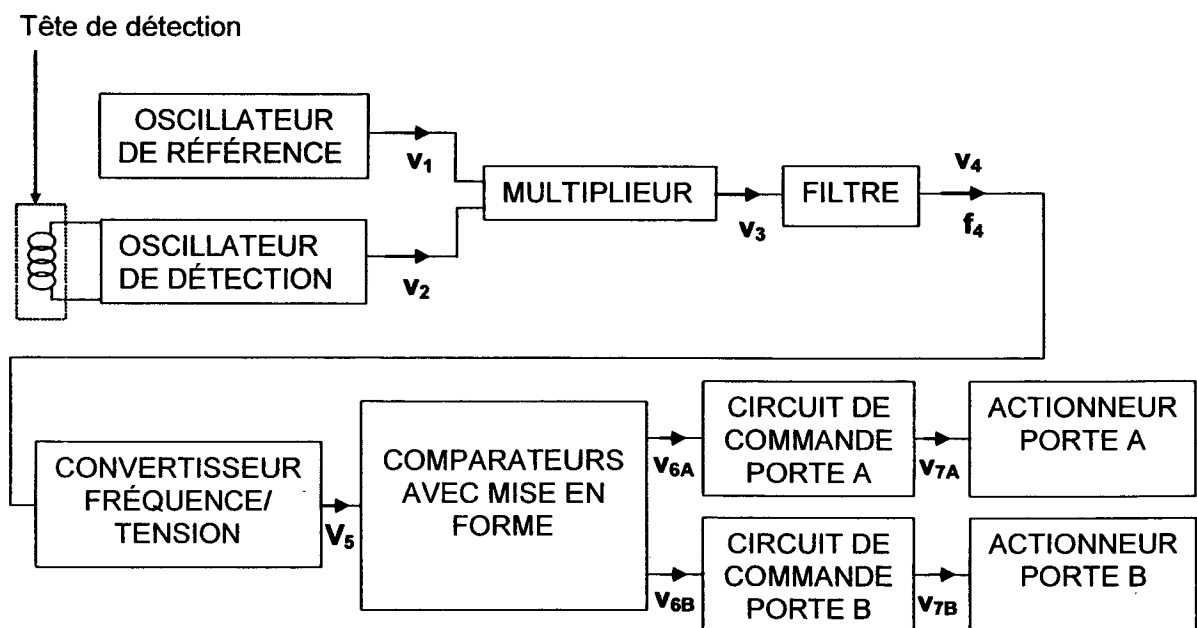 Tête de détection
OSCILLATEUR
DE RÉFÉRENCE
v1
OSCILLATEUR
DE DÉTECTION
v2
MULTIPLIEUR
v3
FILTRE
v4
f4
CONVERTISSEUR
FRÉQUENCE/
TENSION
V5
COMPARATEURS
AVEC MISE EN
FORME
v6A
CIRCUIT DE
COMMANDE
PORTE A
v7A
ACTIONNEUR
PORTE A
v6B
CIRCUIT DE
COMMANDE
PORTE B
v7B
ACTIONNEUR
PORTE B